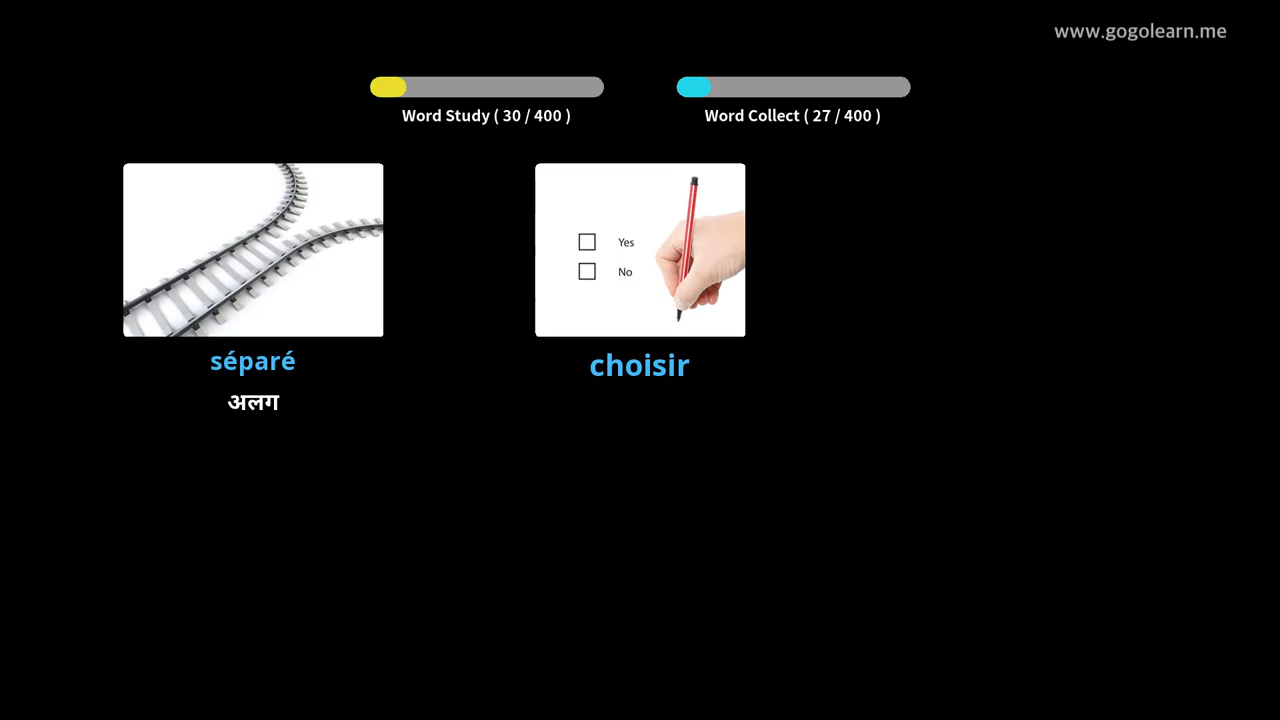 www.gogolearn.me
Word Study ( 30 / 400 )
Word Collect ( 27 / 400 )
Yes
No
séparé
choisir
अलग